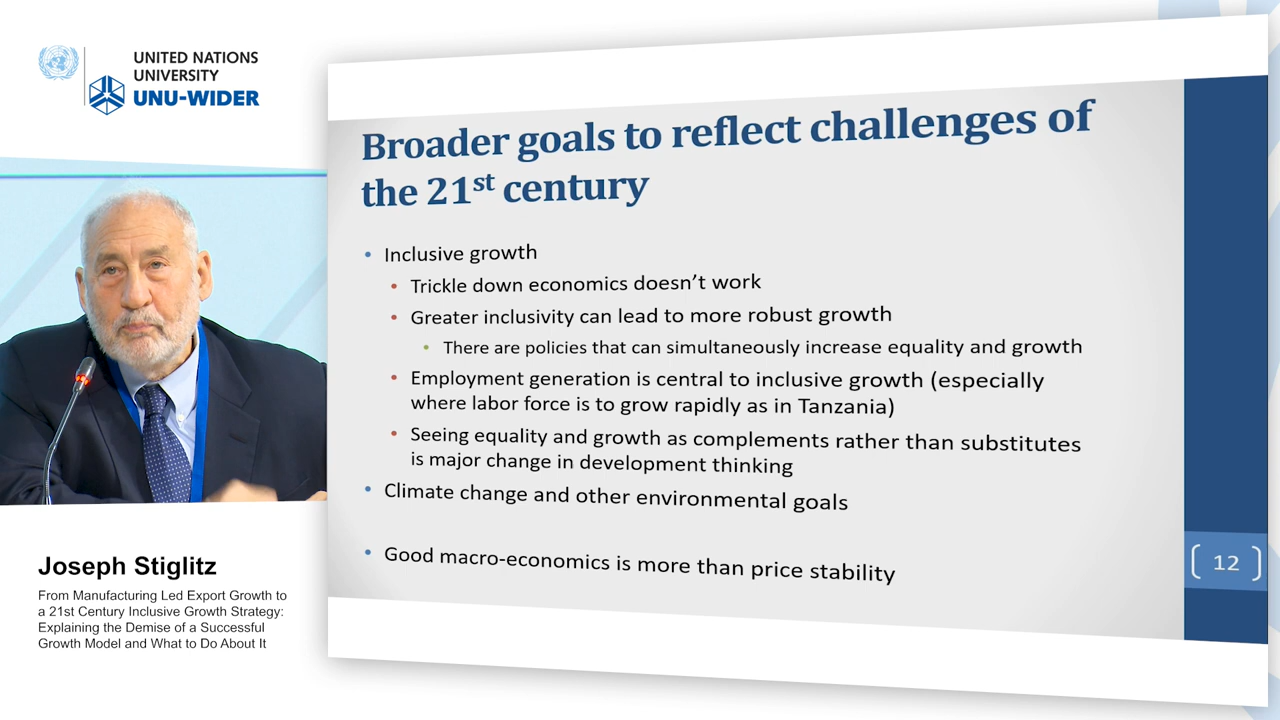 UNITED NATIONS
UNIVERSITY
UNU-WIDER
Broader goals to reflect challenges of
the 21st century
• Inclusive growth
• Trickle down economics doesn't work
• Greater inclusivity can lead to more robust growth
• There are policies that can simultaneously increase equality and growth
• Employment generation is central to inclusive growth (especially
where labor force is to grow rapidly as in Tanzania)
• Seeing equality and growth as complements rather than substitutes
is major change in development thinking
• Climate change and other environmental goals
• Good macro-economics is more than price stability
12
Joseph Stiglitz
From Manufacturing Led Export Growth to
a 21st Century Inclusive Growth Strategy:
Explaining the Demise of a Successful
Growth Model and What to Do About It